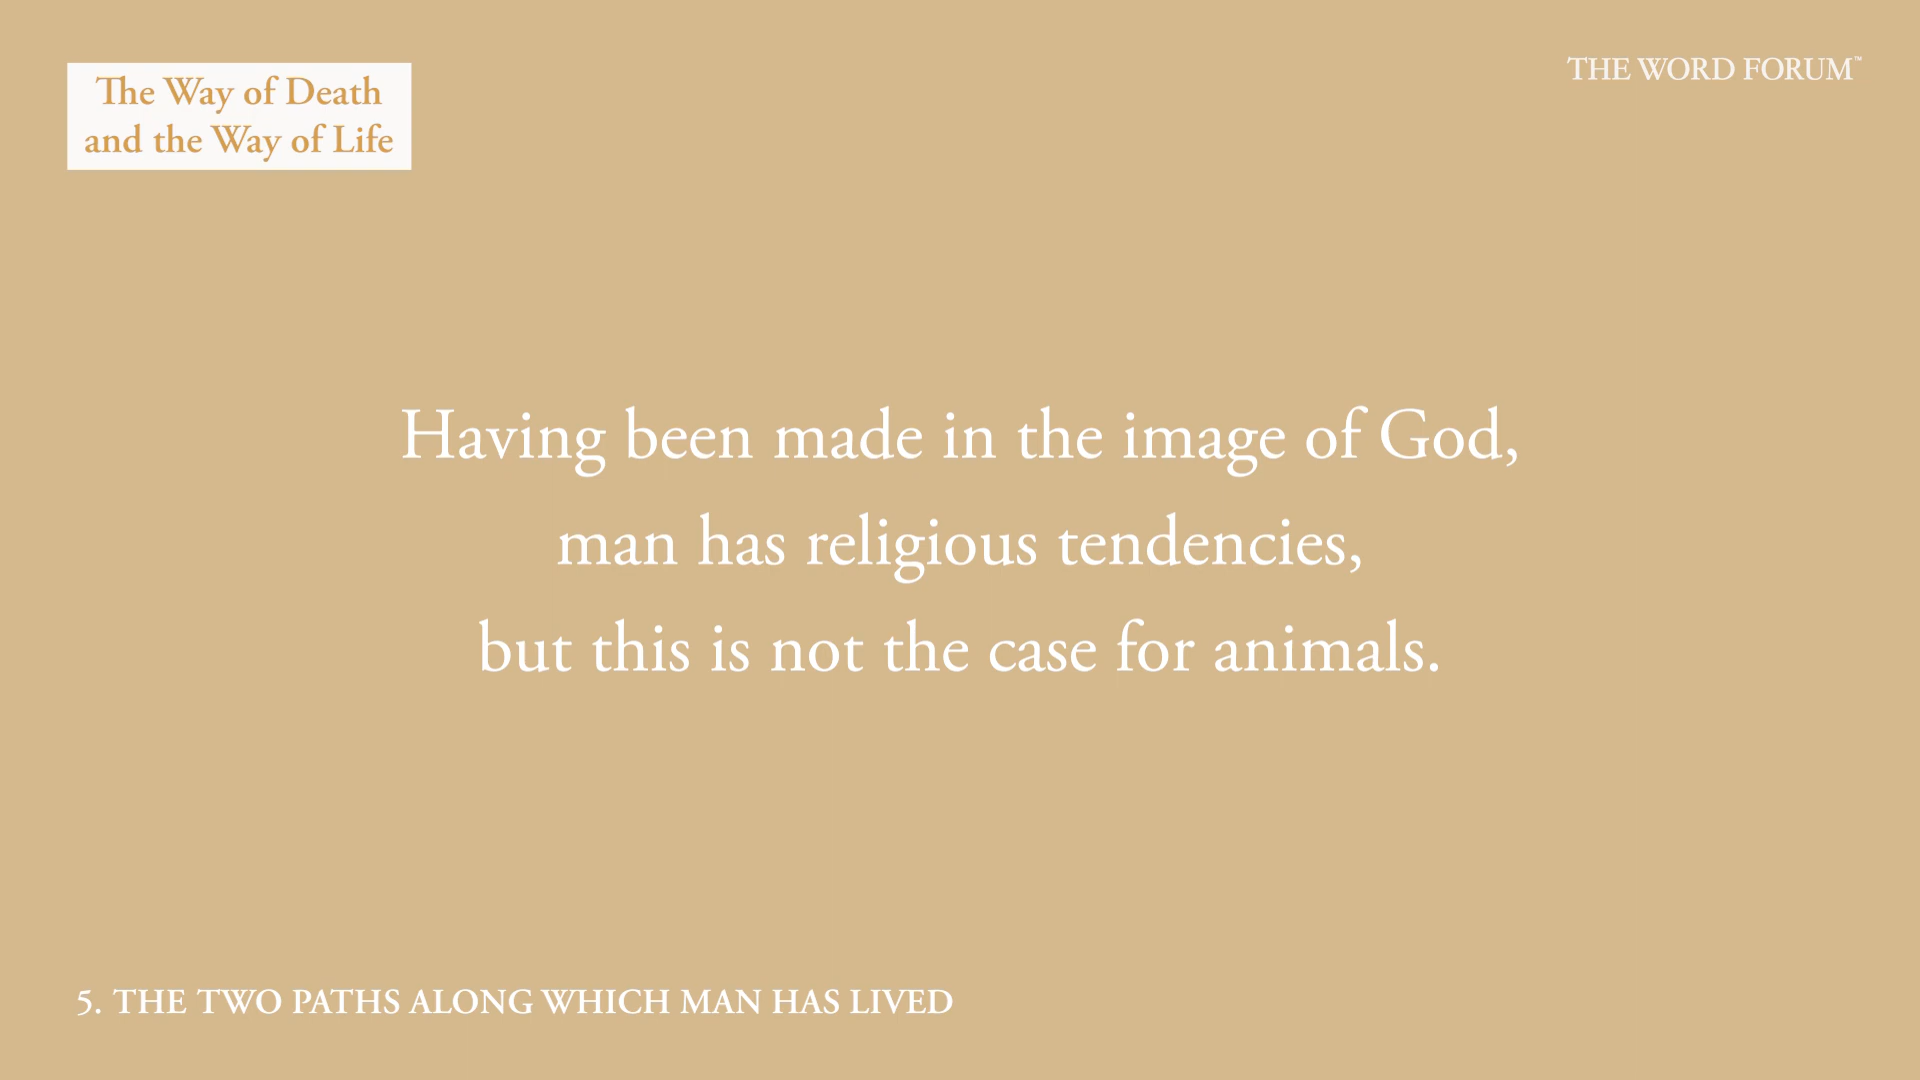 The Way of Death
and the Way of Life
THE WORD FORUM™
Having been made in the image of God,
man has religious tendencies,
but this is not the case for animals.
5. THE TWO PATHS ALONG WHICH MAN HAS LIVED